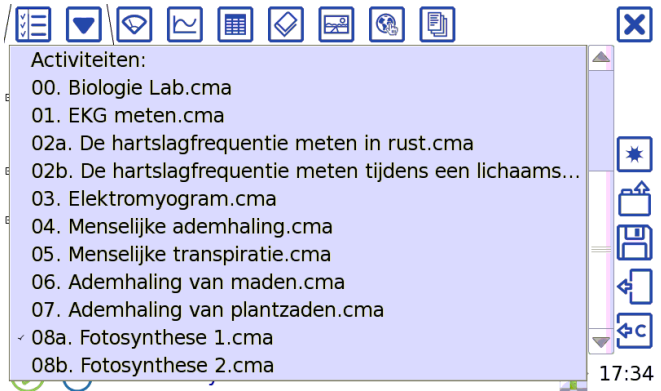 Activiteiten:
00. Biologie Lab.cma
01. EKG meten.cma
02a. De hartslagfrequentie meten in rust.cma
02b. De hartslagfrequentie meten tijdens een lichaams...
03. Elektromyogram.cma
04. Menselijke ademhaling.cma
05. Menselijke transpiratie.cma
06. Ademhaling van maden.cma
07. Ademhaling van plantzaden.cma
08a. Fotosynthese 1.cma
08b. Fotosynthese 2.cma
C
17:34